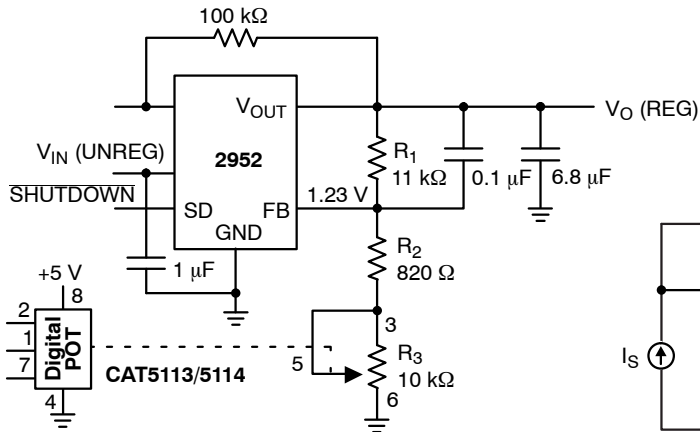 100 kΩ
VOUT
VO (REG)
VIN (UNREG)
2952
R1
11 kΩ
0.1 μF
6.8 μF
SHUTDOWN
1.23 V
SD
FB
GND
R2
820 Ω
1 μF
+5 V
8
2
1
7
4
Digital
POT
CAT5113/5114
3
5
R3
10 kΩ
6
IS